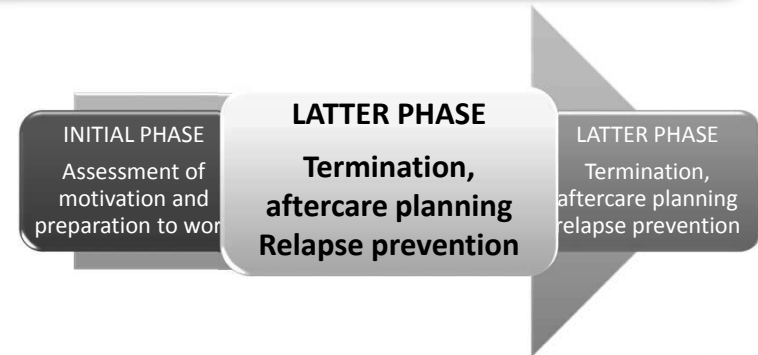 INITIAL PHASE
Assessment of
motivation and
preparation to wor
LATTER PHASE
Termination,
aftercare planning
Relapse prevention
LATTER PHASE
Termination,
aftercare planning
relapse prevention